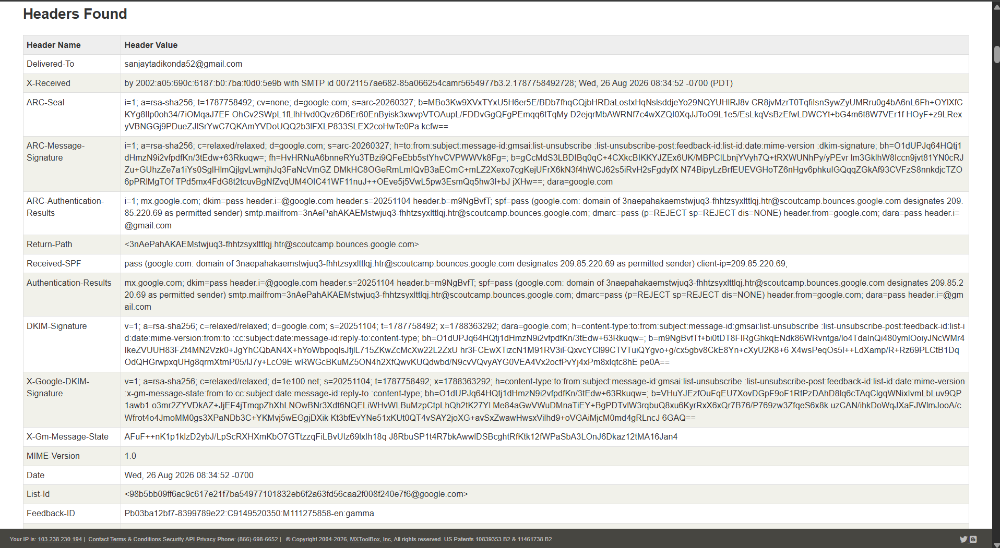 Headers Found
Header Name Header Value
Delivered-To sanjaytadikonda52@gmail.com
X-Received by 2002:a05:690c:6187:b0:7ba:f0d0:5e9b with SMTP id 00721157ae682-85a066254camr5654977b3.2.1787758492728; Wed, 26 Aug 2026 08:34:52 -0700 (PDT)
ARC-Seal i=1; a=rsa-sha256; t=1787758492; cv=none; d=google.com; s=arc-20260327; b=MBo3Kw9XVxTYxU5H6er5E/BDb7fhqCQjbHRDaLostxHqNslsddjeYo29NQYUHlRJ8v CR8jvMzrT0TqfilsnSywZyUMRru0g4bA6nL6Fh+OYlXfC
KYg8Ilp0oh34/7iOMqaJ7EF OhCv2SWpL1fLlhHvd0Qvz6D6Er60EnByisk3xwvpVTOAupL/FDDvGgQFgPEmqq6tTqMy D2ejqrMbAWRNf7c4wXZQI0XqJJToO9L1e5/EsLkqVsBzEfwLDWCYt+bG4m6t8W7VEr1f HOyF+z9LRex
yVBNGGj9PDueZJlSrYwC7QKAmYVDoUQQ2b3lFXLP833SLEX2coHwTe0Pa kcfw==
ARC-Message- i=1; a=rsa-sha256; c=relaxed/relaxed; d=google.com; s=arc-20260327; h=to:from:subject:message-id:gmsai:list-unsubscribe :list-unsubscribe-post:feedback-id:list-id:date:mime-version :dkim-signature; bh=O1dUPJq64HQtj1
Signature dHmzN9i2vfpdfKn/3tEdw+63Rkuqw=; fh=HvHRNuA6bnneRYu3TBzi9QFeEbb5stYhvCVPWWVk8Fg=; b=gCcMdS3LBDIBq0qC+4CXkcBIKKYJZEx6UK/MBPClLbnjYVyh7Q+tRXWUNhPy/yPEvr lm3GklhW8Iccn9jvt81YN0cRJ
Zu+GUhzZe7a1iYs0SglHlmQjlgvLwmjhJq3FaNcVmGZ DMkHC8OGeRmLmIQvB3aECmC+mLZ2Xexo7cgKejUFrX6kN3f4hWCJ62s5iRvH2sFgdyfX N74BipyLzBrfEUEVGHoTZ6nHgv6phkuIGQqqZGkAf93CVFzS8nnkdjcTZO
6pPRlMgTOf TPd5mx4FdG8t2tcuvBgNfZvqUM4OIC41WF11nuJ++OEve5j5VwL5pw3EsmQq5hw3l+bJ jXHw==; dara=google.com
ARC-Authentication- i=1; mx.google.com; dkim=pass header.i=@google.com header.s=20251104 header.b=m9NgBvfT; spf=pass (google.com: domain of 3naepahakaemstwjuq3-fhhtzsyxlttlqj.htr@scoutcamp.bounces.google.com designates 209.
Results 85.220.69 as permitted sender) smtp.mailfrom=3nAePahAKAEMstwjuq3-fhhtzsyxlttlqj.htr@scoutcamp.bounces.google.com; dmarc=pass (p=REJECT sp=REJECT dis=NONE) header.from=google.com; dara=pass header.i=
@gmail.com
Return-Path <3nAePahAKAEMstwjuq3-fhhtzsyxlttlqj.htr@scoutcamp.bounces.google.com>
Received-SPF pass (google.com: domain of 3naepahakaemstwjuq3-fhhtzsyxlttlqj.htr@scoutcamp.bounces.google.com designates 209.85.220.69 as permitted sender) client-ip=209.85.220.69;
Authentication-Results mx.google.com; dkim=pass header.i=@google.com header.s=20251104 header.b=m9NgBvfT; spf=pass (google.com: domain of 3naepahakaemstwjuq3-fhhtzsyxlttlqj.htr@scoutcamp.bounces.google.com designates 209.85.2
20.69 as permitted sender) smtp.mailfrom=3nAePahAKAEMstwjuq3-fhhtzsyxlttlqj.htr@scoutcamp.bounces.google.com; dmarc=pass (p=REJECT sp=REJECT dis=NONE) header.from=google.com; dara=pass header.i=@gm
ail.com
DKIM-Signature v=1; a=rsa-sha256; c=relaxed/relaxed; d=google.com; s=20251104; t=1787758492; x=1788363292; dara=google.com; h=content-type:to:from:subject:message-id:gmsai:list-unsubscribe :list-unsubscribe-post:feedback-id:list-i
d:date:mime-version:from:to :cc:subject:date:message-id:reply-to:content-type; bh=O1dUPJq64HQtj1dHmzN9i2vfpdfKn/3tEdw+63Rkuqw=; b=m9NgBvfTf+bi0tDT8FIRgGhkqENdk86WRvntga/lo4TdaInQi480ymlOoiyJNcWMr4
IkeZVUUH83FZt4MN2Vzk0+JgYhCQbAN4X+hYoWbpoqlsJfjlL715ZKwZcMcXw22L2ZxU hr3FCEwXTizcN1M91RV3iFQxvcYCl99CTVTuiQYgvo+g/cx5gbv8CkE8Yn+cXyU2K8+6 X4wsPeqOs5I++LdXamp/R+Rz69PLCtB1Dq
OdQHGrwpxqUHg8qrmXtmP05/lJ7y+LcO9E wRWGcBKuMZ5ON4h2XfQwvKUQdwbd/N9cvVQvyAYG0VEA4Vx2ocfPvYj4xPm8xlqtc8hE pe0A==
X-Google-DKIM- v=1; a=rsa-sha256; c=relaxed/relaxed; d=1e100.net; s=20251104; t=1787758492; x=1788363292; h=content-type:to:from:subject:message-id:gmsai:list-unsubscribe :list-unsubscribe-post:feedback-id:list-id:date:mime-version
Signature :x-gm-message-state:from:to:cc:subject:date:message-id:reply-to :content-type; bh=O1dUPJq64HQtj1dHmzN9i2vfpdfKn/3tEdw+63Rkuqw=; b=VHuYJEzfOuFqEU7XovDGpF9oF1RtPzDAhD8lq6cTAqClgqWNixIvmLbLuv9QP
1awb1 o3mr2ZYVDkAZ+JjEF4jTmqpZhXhLNOwBNr3Xdt6NQELiWHvWLBuMzpCtpLhQh2tK27Yl Me84aGwVWuDMnaTiEY+BgPDTvlW3rqbuQ8xu6KyrRxX6xQr7B76/P769zw3ZfqeS6x8k uzCAN/ihkDoWqJXaFJWlmJooA/c
Wfrot4o4JmoMM0gs3XPaNDb3C+YKMvj5wEGgjDXik Kt3bfEvYNe51xKUt0QT4vSAY2joXG+avSxZwawHwsxVilhd9+oVGAiMjcM0md4gRLncJ 6GAQ==
X-Gm-Message-State AFuF++nK1p1klzD2ybJ/LpScRXHXmKbO7GTtzzqFiLBvUlz69lxlh18q J8RbuSP1t4R7bkAwwlDSBcghtRfKtk12fWPaSbA3LOnJ6Dkaz12tMA16Jan4
MIME-Version 1.0
Date Wed, 26 Aug 2026 08:34:52 -0700
List-Id <98b5bb09ff6ac9c617e21f7ba54977101832eb6f2a63fd56caa2f008f240e7f6@google.com>
Feedback-ID Pb03ba12bf7-8399789e22:C9149520350:M111275858-en:gamma
Your IP is: 103.238.230.194 | Contact Terms & Conditions Security API Privacy Phone: (866)-698-6652 | © Copyright 2004-2026, MXToolBox, Inc, All rights reserved. US Patents 10839353 B2 & 11461738 B2